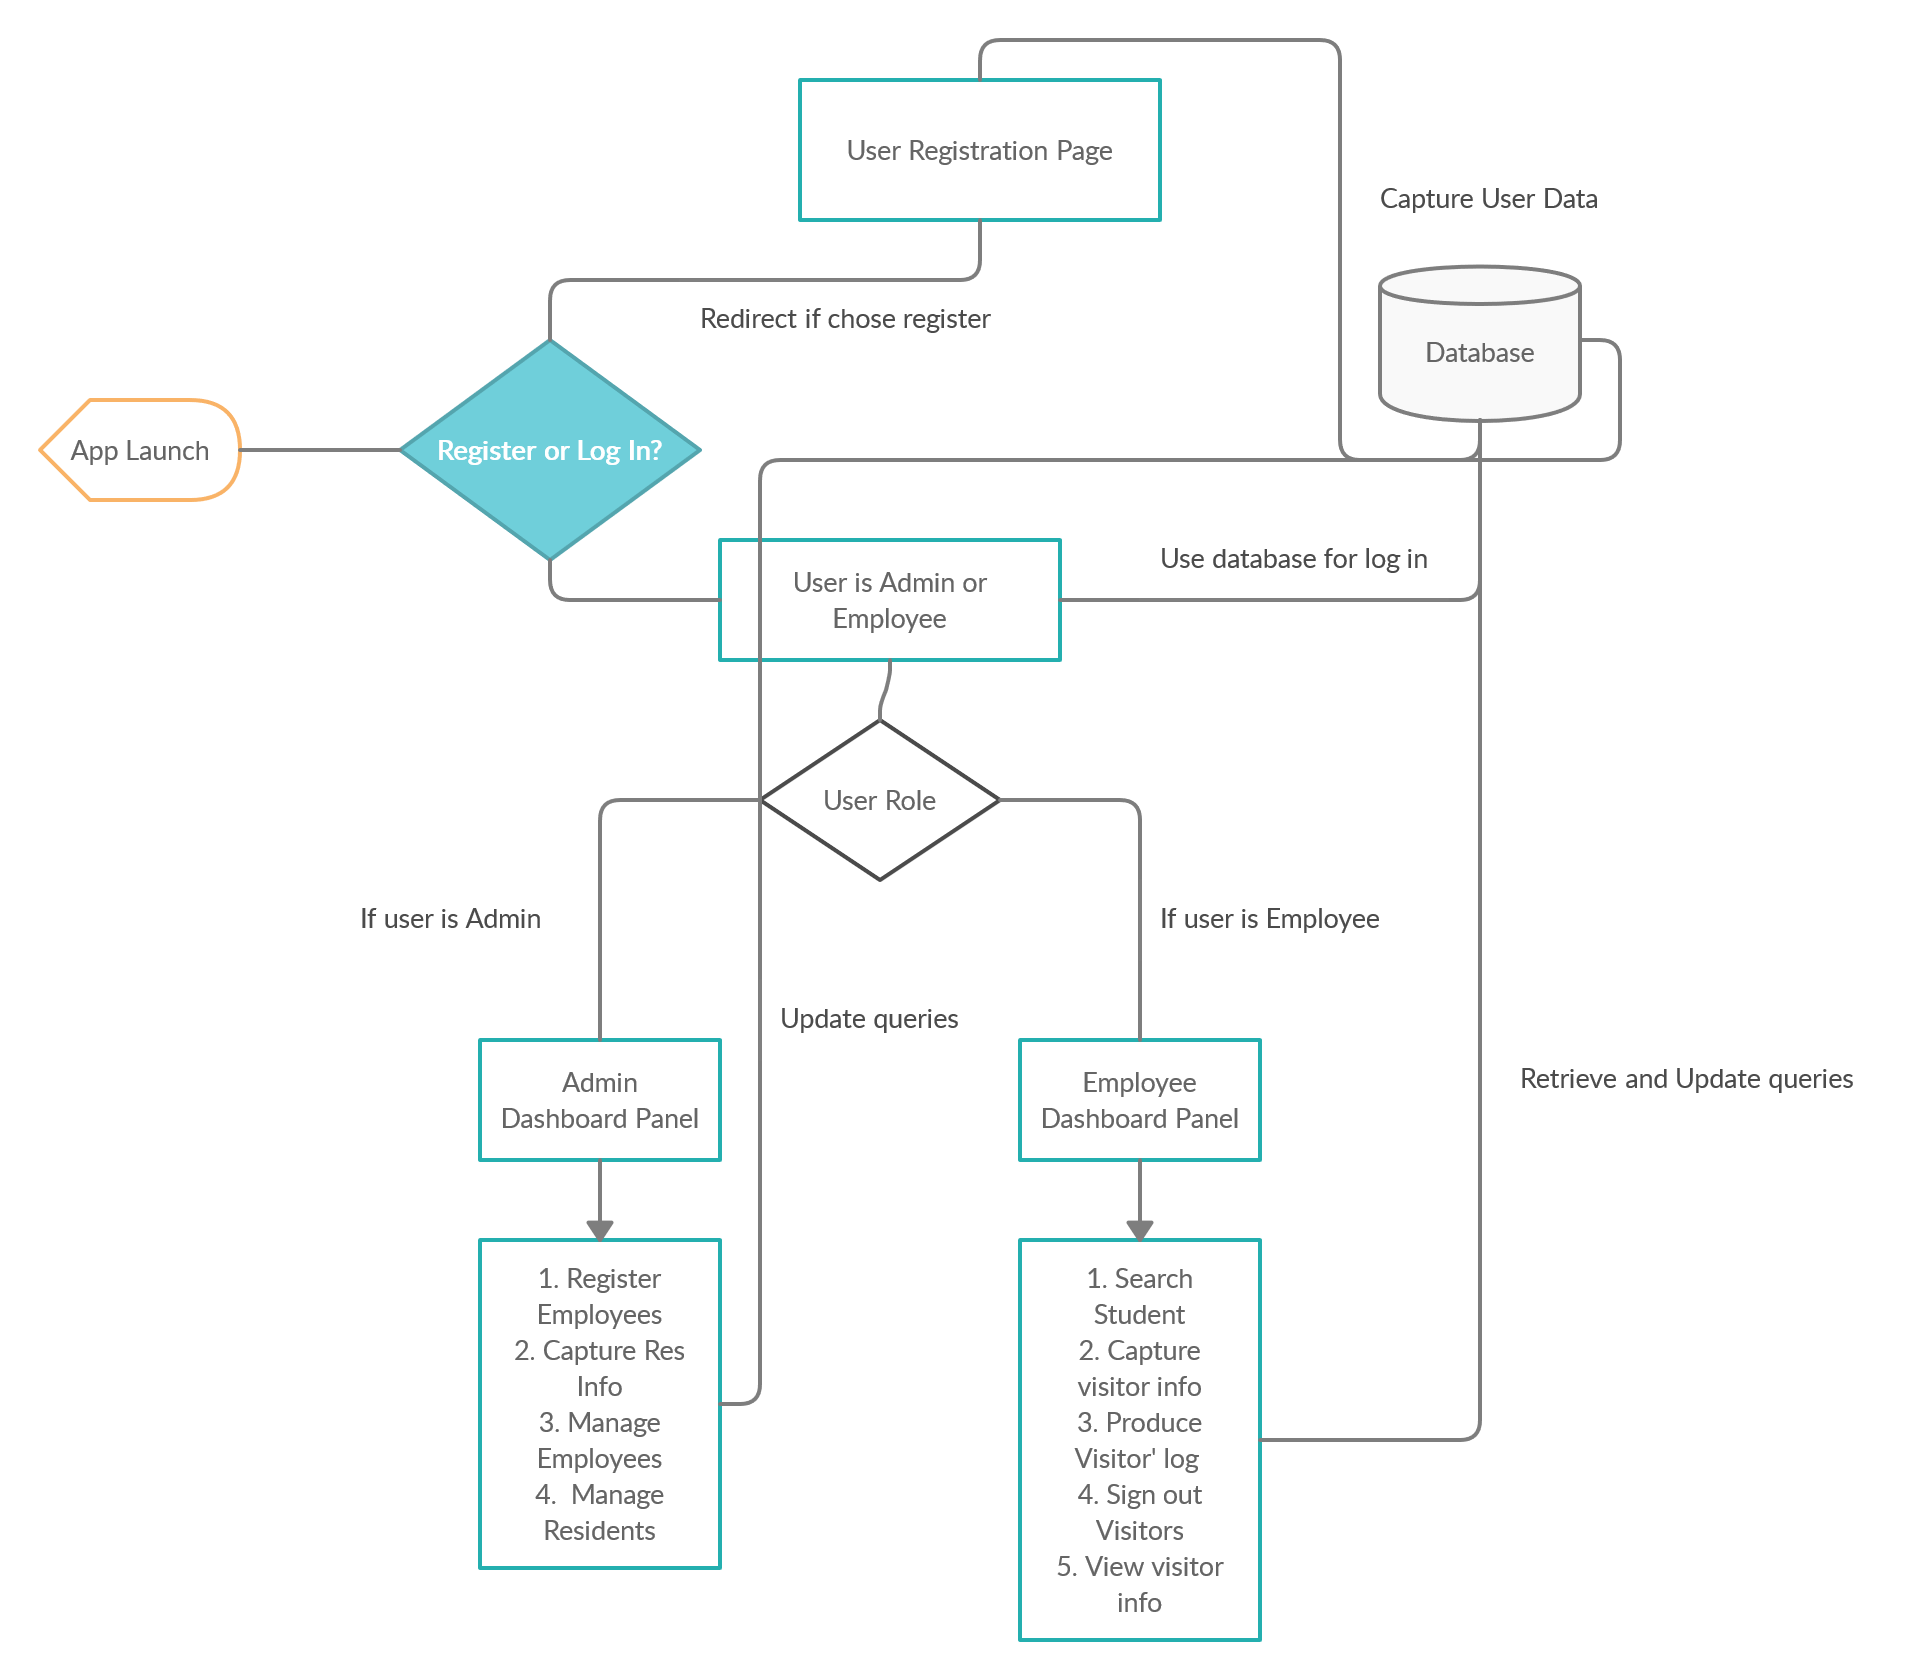 User Registration Page
Capture User Data
Redirect if chose register
Database
App Launch
Register or Log In?
Use database for log in
User is Admin or
Employee
User Role
If user is Admin
If user is Employee
Update queries
Admin
Dashboard Panel
Employee
Dashboard Panel
Retrieve and Update queries
1. Register
Employees
2. Capture Res
Info
3. Manage
Employees
4.  Manage
Residents
1. Search
Student
2. Capture
visitor info
3. Produce
Visitor' log
4. Sign out
Visitors
5. View visitor
info